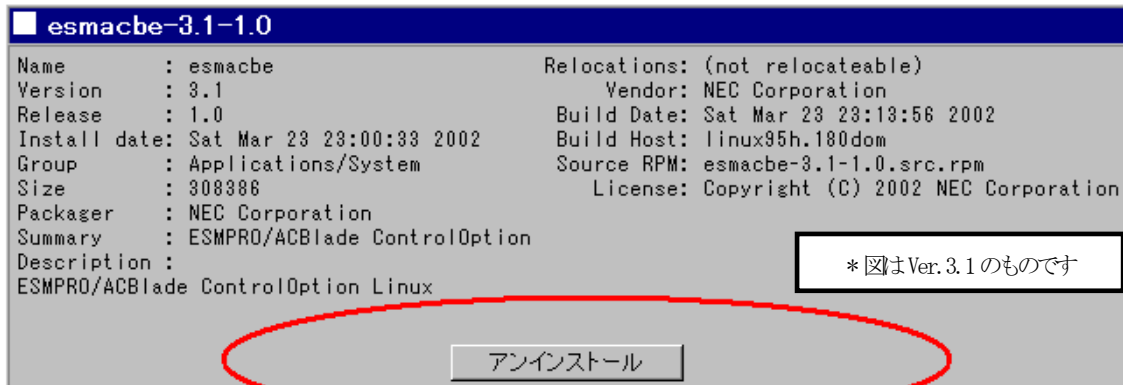 esmacbe-3.1-1.0
Name        : esmacbe                      Relocations: (not relocateable)
Version     : 3.1                               Vendor: NEC Corporation
Release     : 1.0                           Build Date: Sat Mar 23 23:13:56 2002
Install date: Sat Mar 23 23:00:33 2002      Build Host: linux95h.180dom
Group       : Applications/System           Source RPM: esmacbe-3.1-1.0.src.rpm
Size        : 308386                           License: Copyright (C) 2002 NEC Corporation
Packager    : NEC Corporation
Summary     : ESMPRO/ACBlade ControlOption
Description :
ESMPRO/ACBlade ControlOption Linux
*図はVer.3.1のものです
アンインストール